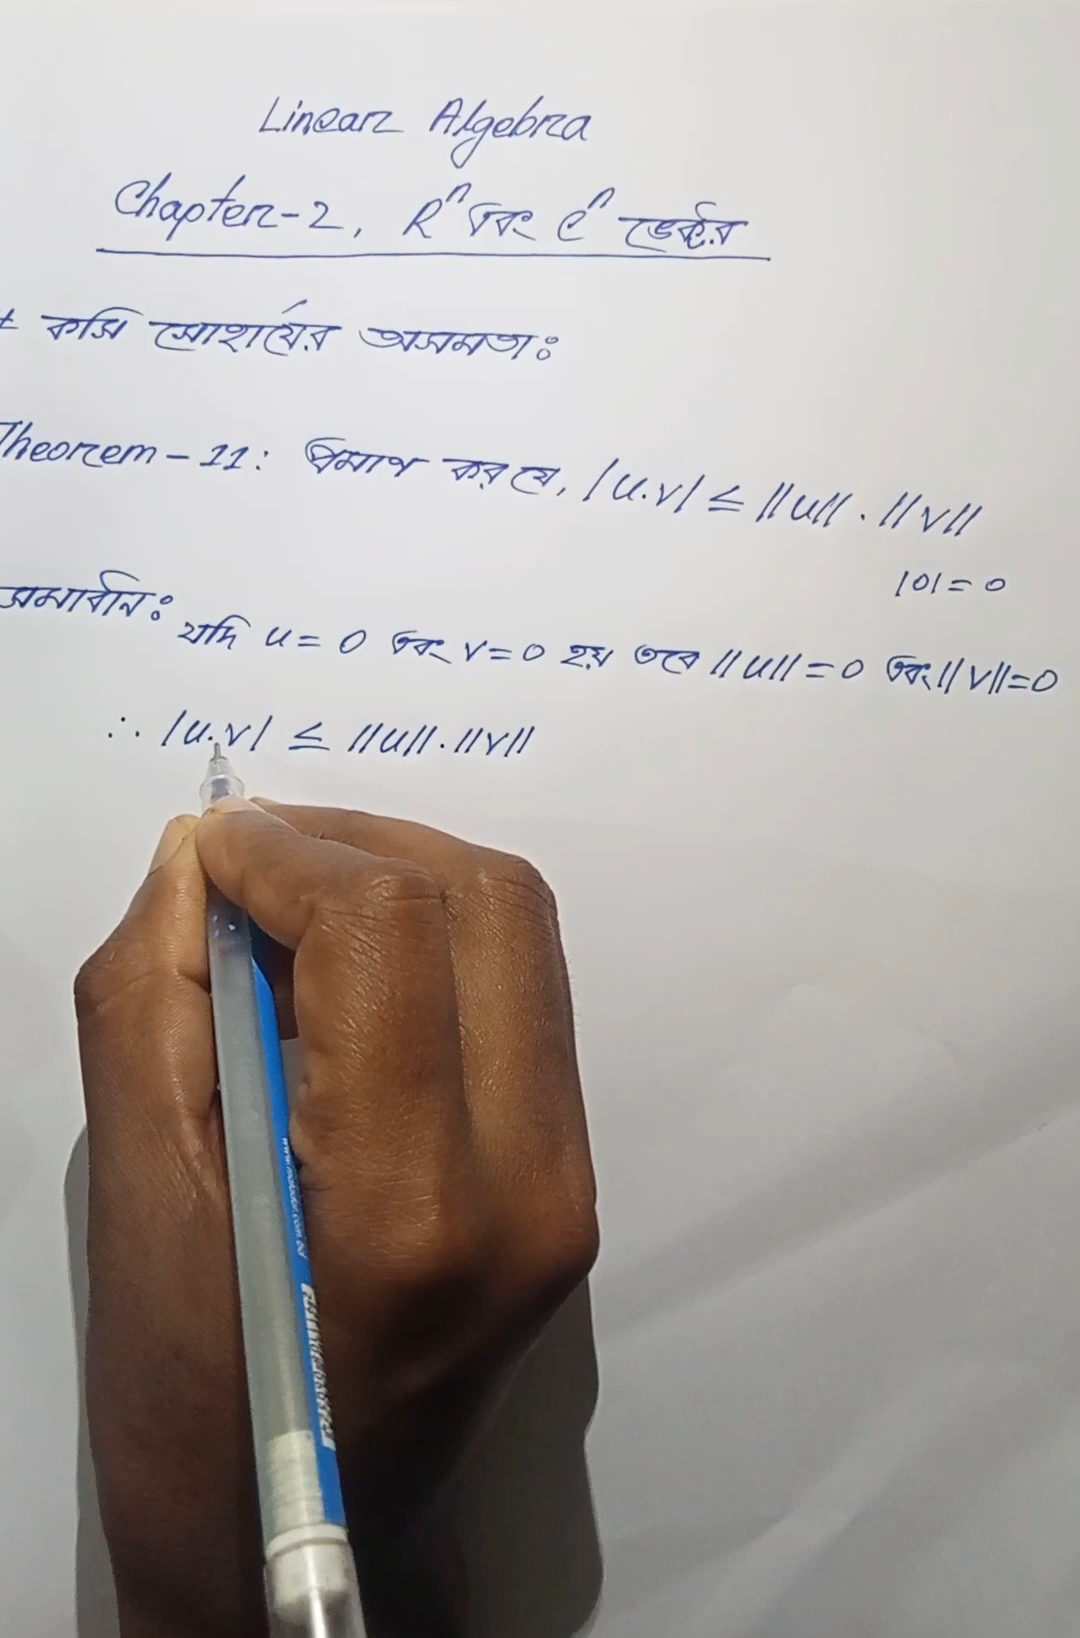 Linear Algebra
Chapter-2, Rⁿ এবং Cⁿ ভেক্টর
# কসি সোহার্যের অসমতা:
Theorem-11: প্রমাণ কর যে, |u.v| ≤ ||u|| . ||v||
|0| = 0
সমাধান:
যদি u = 0 এবং v = 0 হয় তবে ||u|| = 0 এবং ||v|| = 0
∴ |u.v| ≤ ||u|| . ||v||